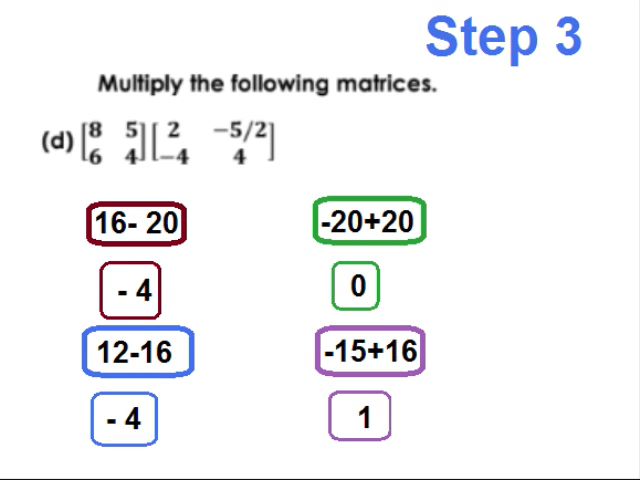 Step 3
Multiply the following matrices.
(d) [8 5 6 4] [2 −5/2 −4 4]
16- 20 -20+20
- 4 0
12-16 -15+16
- 4 1